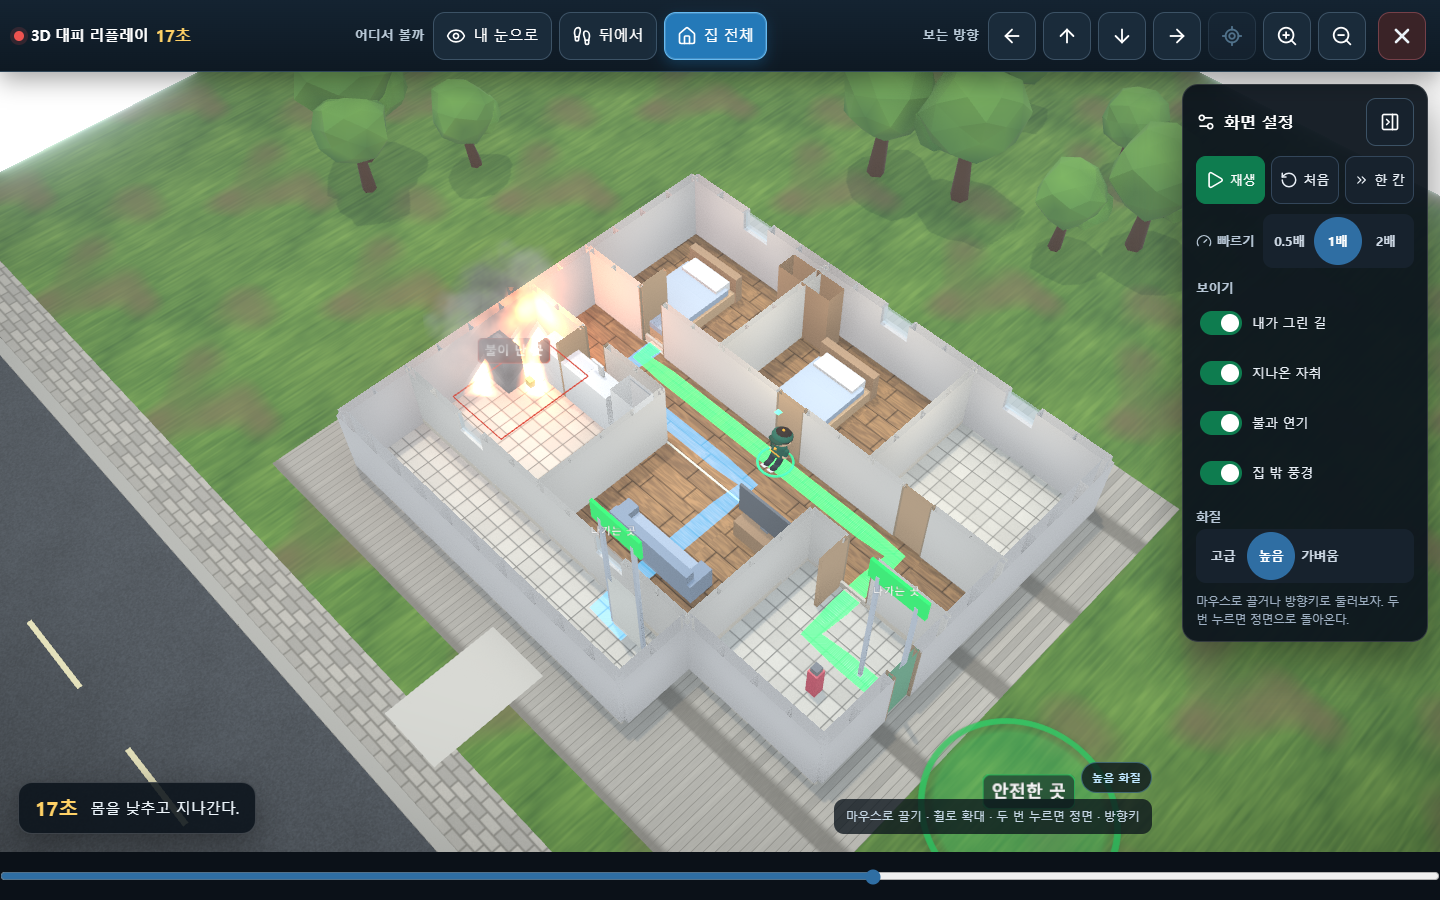 3D 대피 리플레이 17초
어디서 볼까
내 눈으로
뒤에서
집 전체
보는 방향
화면 설정
재생
처음
한 칸
빠르기
0.5배
1배
2배
보이기
내가 그린 길
지나온 자취
불과 연기
집 밖 풍경
화질
고급
높음
가벼움
마우스로 끌거나 방향키로 둘러보자. 두
번 누르면 정면으로 돌아온다.
불이
나가는 곳
나가는 곳
안전한 곳
높음 화질
마우스로 끌기 · 휠로 확대 · 두 번 누르면 정면 · 방향키
17초 몸을 낮추고 지나간다.